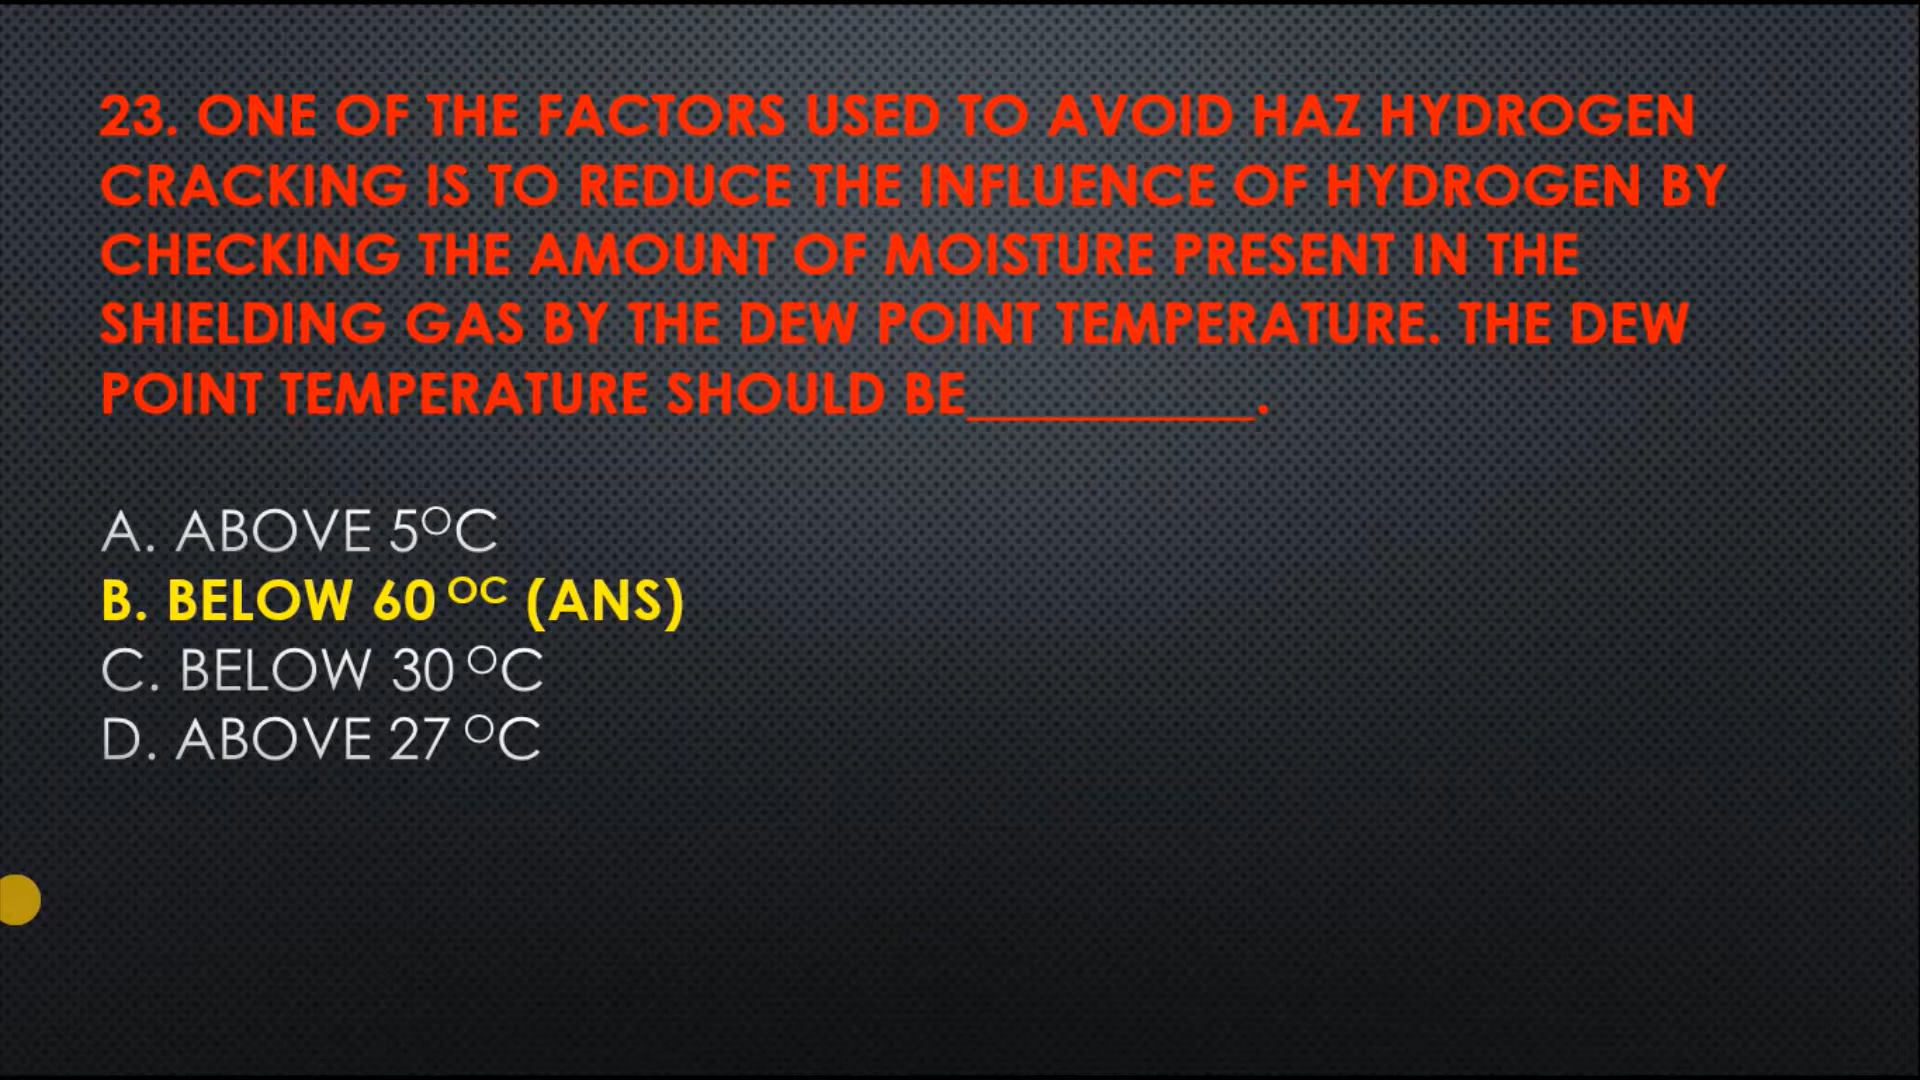 23. ONE OF THE FACTORS USED TO AVOID HAZ HYDROGEN
CRACKING IS TO REDUCE THE INFLUENCE OF HYDROGEN BY
CHECKING THE AMOUNT OF MOISTURE PRESENT IN THE
SHIELDING GAS BY THE DEW POINT TEMPERATURE. THE DEW
POINT TEMPERATURE SHOULD BE___________.
A. ABOVE 5ᴼC
B. BELOW 60 ᴼC (ANS)
C. BELOW 30 ᴼC
D. ABOVE 27 ᴼC